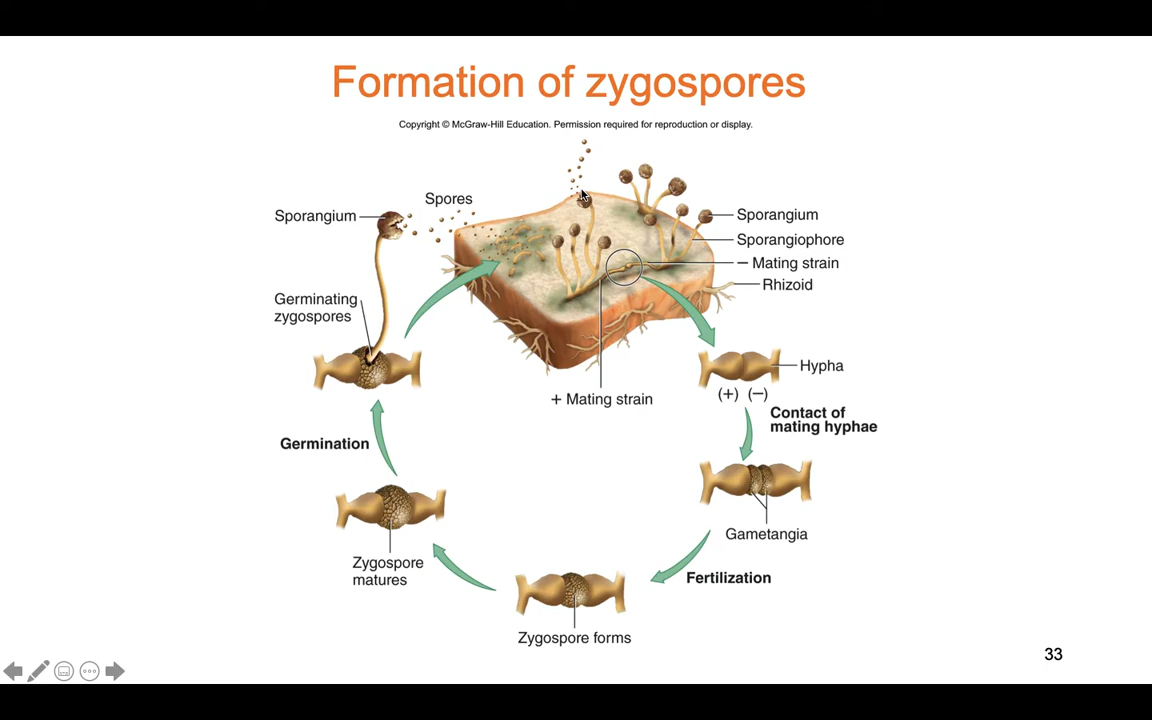 Formation of zygospores
Copyright © McGraw-Hill Education. Permission required for reproduction or display.
Spores
Sporangium
Sporangium
Sporangiophore
− Mating strain
Rhizoid
Germinating
zygospores
Hypha
(+) (−)
+ Mating strain
Contact of
mating hyphae
Germination
Gametangia
Zygospore
matures
Fertilization
Zygospore forms
33